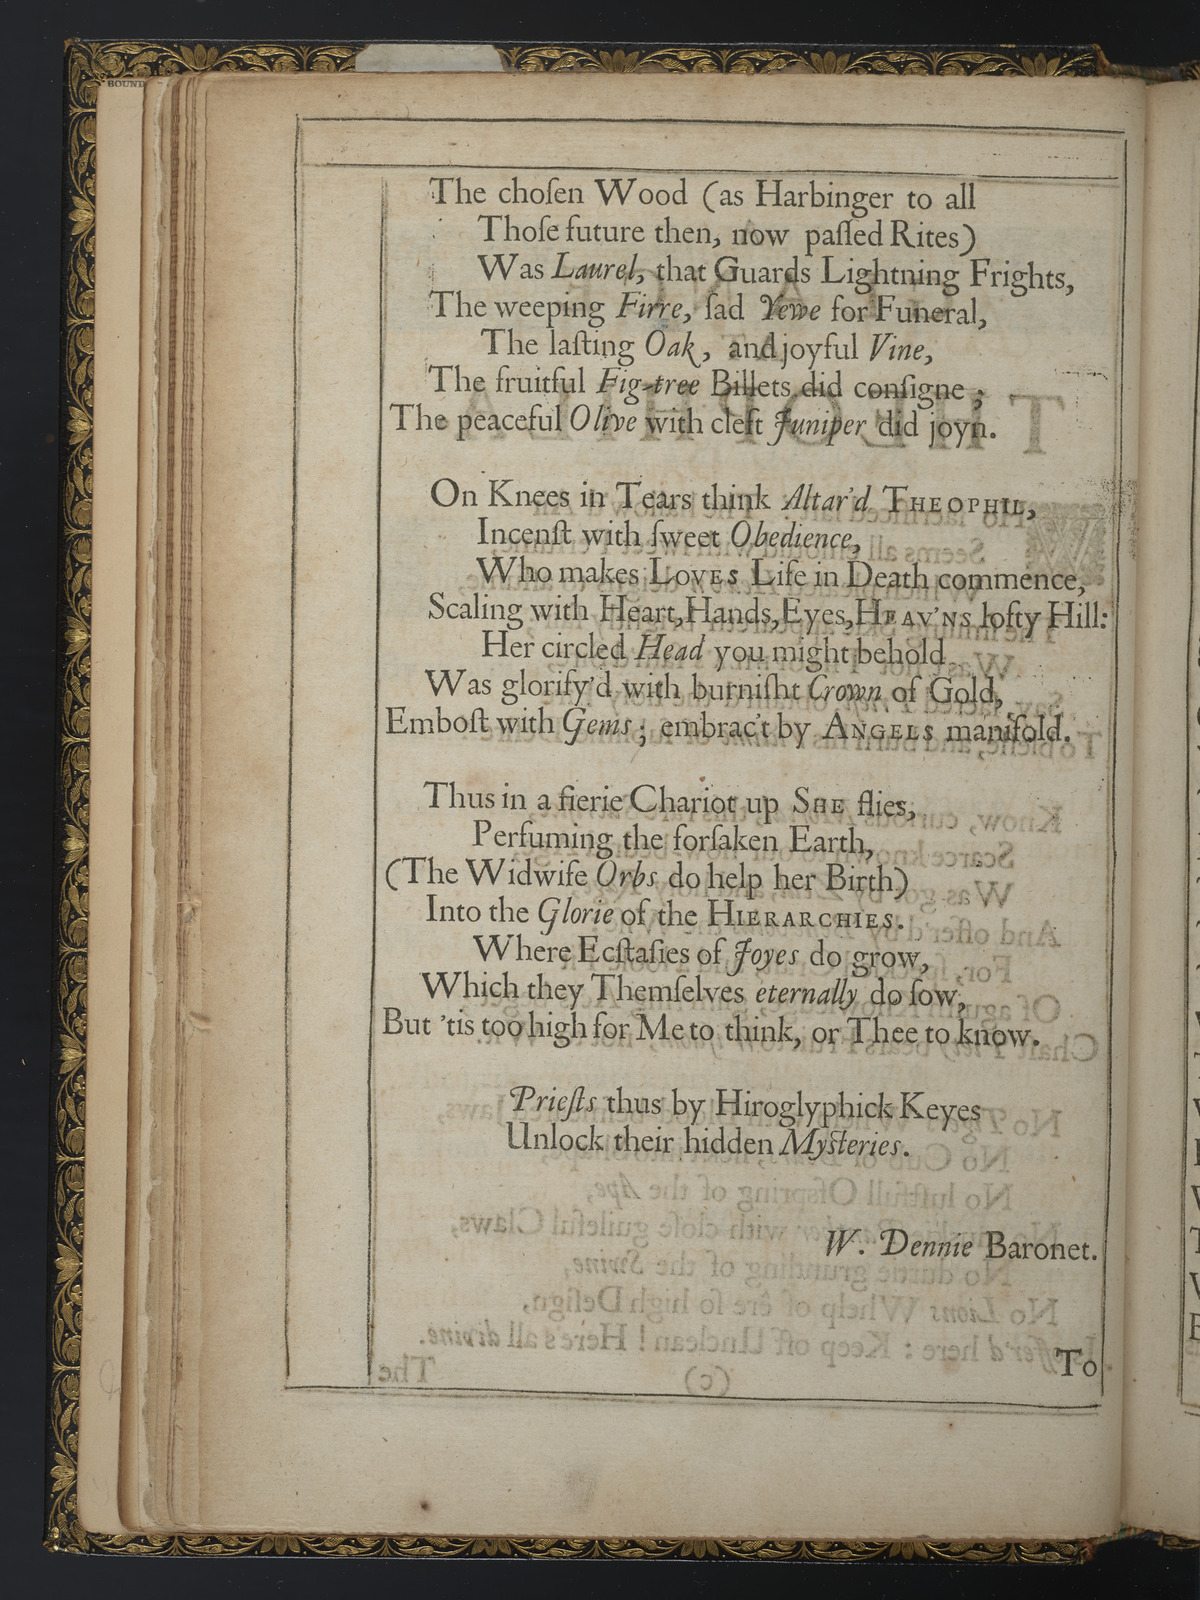 BOUND
The choſen Wood (as Harbinger to all
Thoſe future then, now paſſed Rites)
Was Laurel, that Guards Lightning Frights,
The weeping Firre, ſad Yewe for Funeral,
The laſting Oak, and joyful Vine,
The fruitful Fig-tree Billets did conſigne ;
The peaceful Olive with cleft Juniper did joyn.
On Knees in Tears think Altar'd THEOPHIL,
Incenſt with ſweet Obedience,
Who makes LOVES Life in Death commence,
Scaling with Heart, Hands, Eyes, HEAV'NS lofty Hill:
Her circled Head you might behold
Was glorify'd with burniſht Crown of Gold,
Emboſt with Gems ; embrac't by ANGELS manifold.
Thus in a fierie Chariot up SHE flies,
Perfuming the forſaken Earth,
(The Widwife Orbs do help her Birth)
Into the Glorie of the HIERARCHIES.
Where Ecſtaſies of Joyes do grow,
Which they Themſelves eternally do ſow,
But 'tis too high for Me to think, or Thee to know.
Prieſts thus by Hiroglyphick Keyes
Unlock their hidden Myſteries.
W. Dennie Baronet.
To